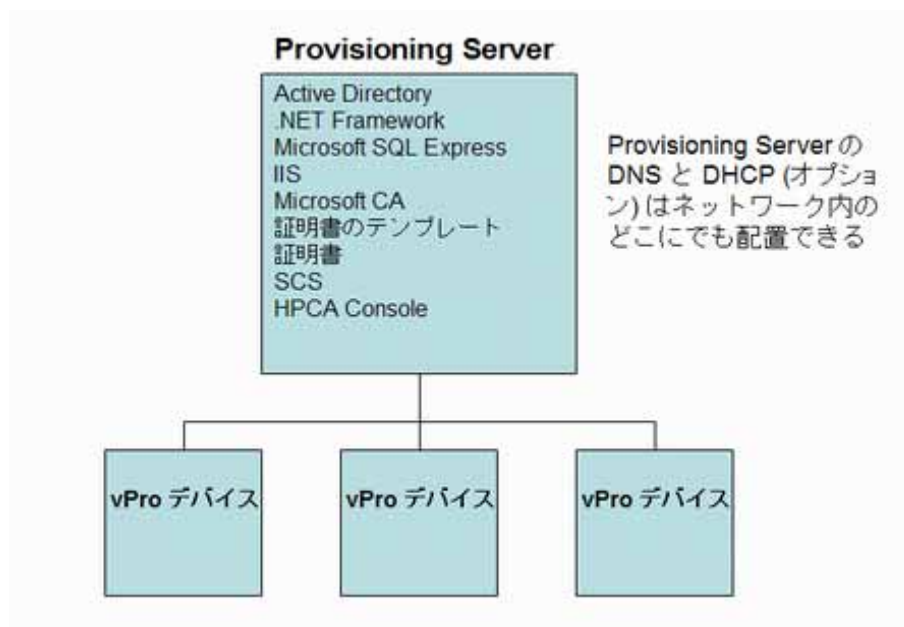 Provisioning Server
Active Directory
.NET Framework
Microsoft SQL Express
IIS
Microsoft CA
証明書のテンプレート
証明書
SCS
HPCA Console
Provisioning Server の
DNS と DHCP (オプショ
ン) はネットワーク内の
どこにでも配置できる
vPro デバイス
vPro デバイス
vPro デバイス